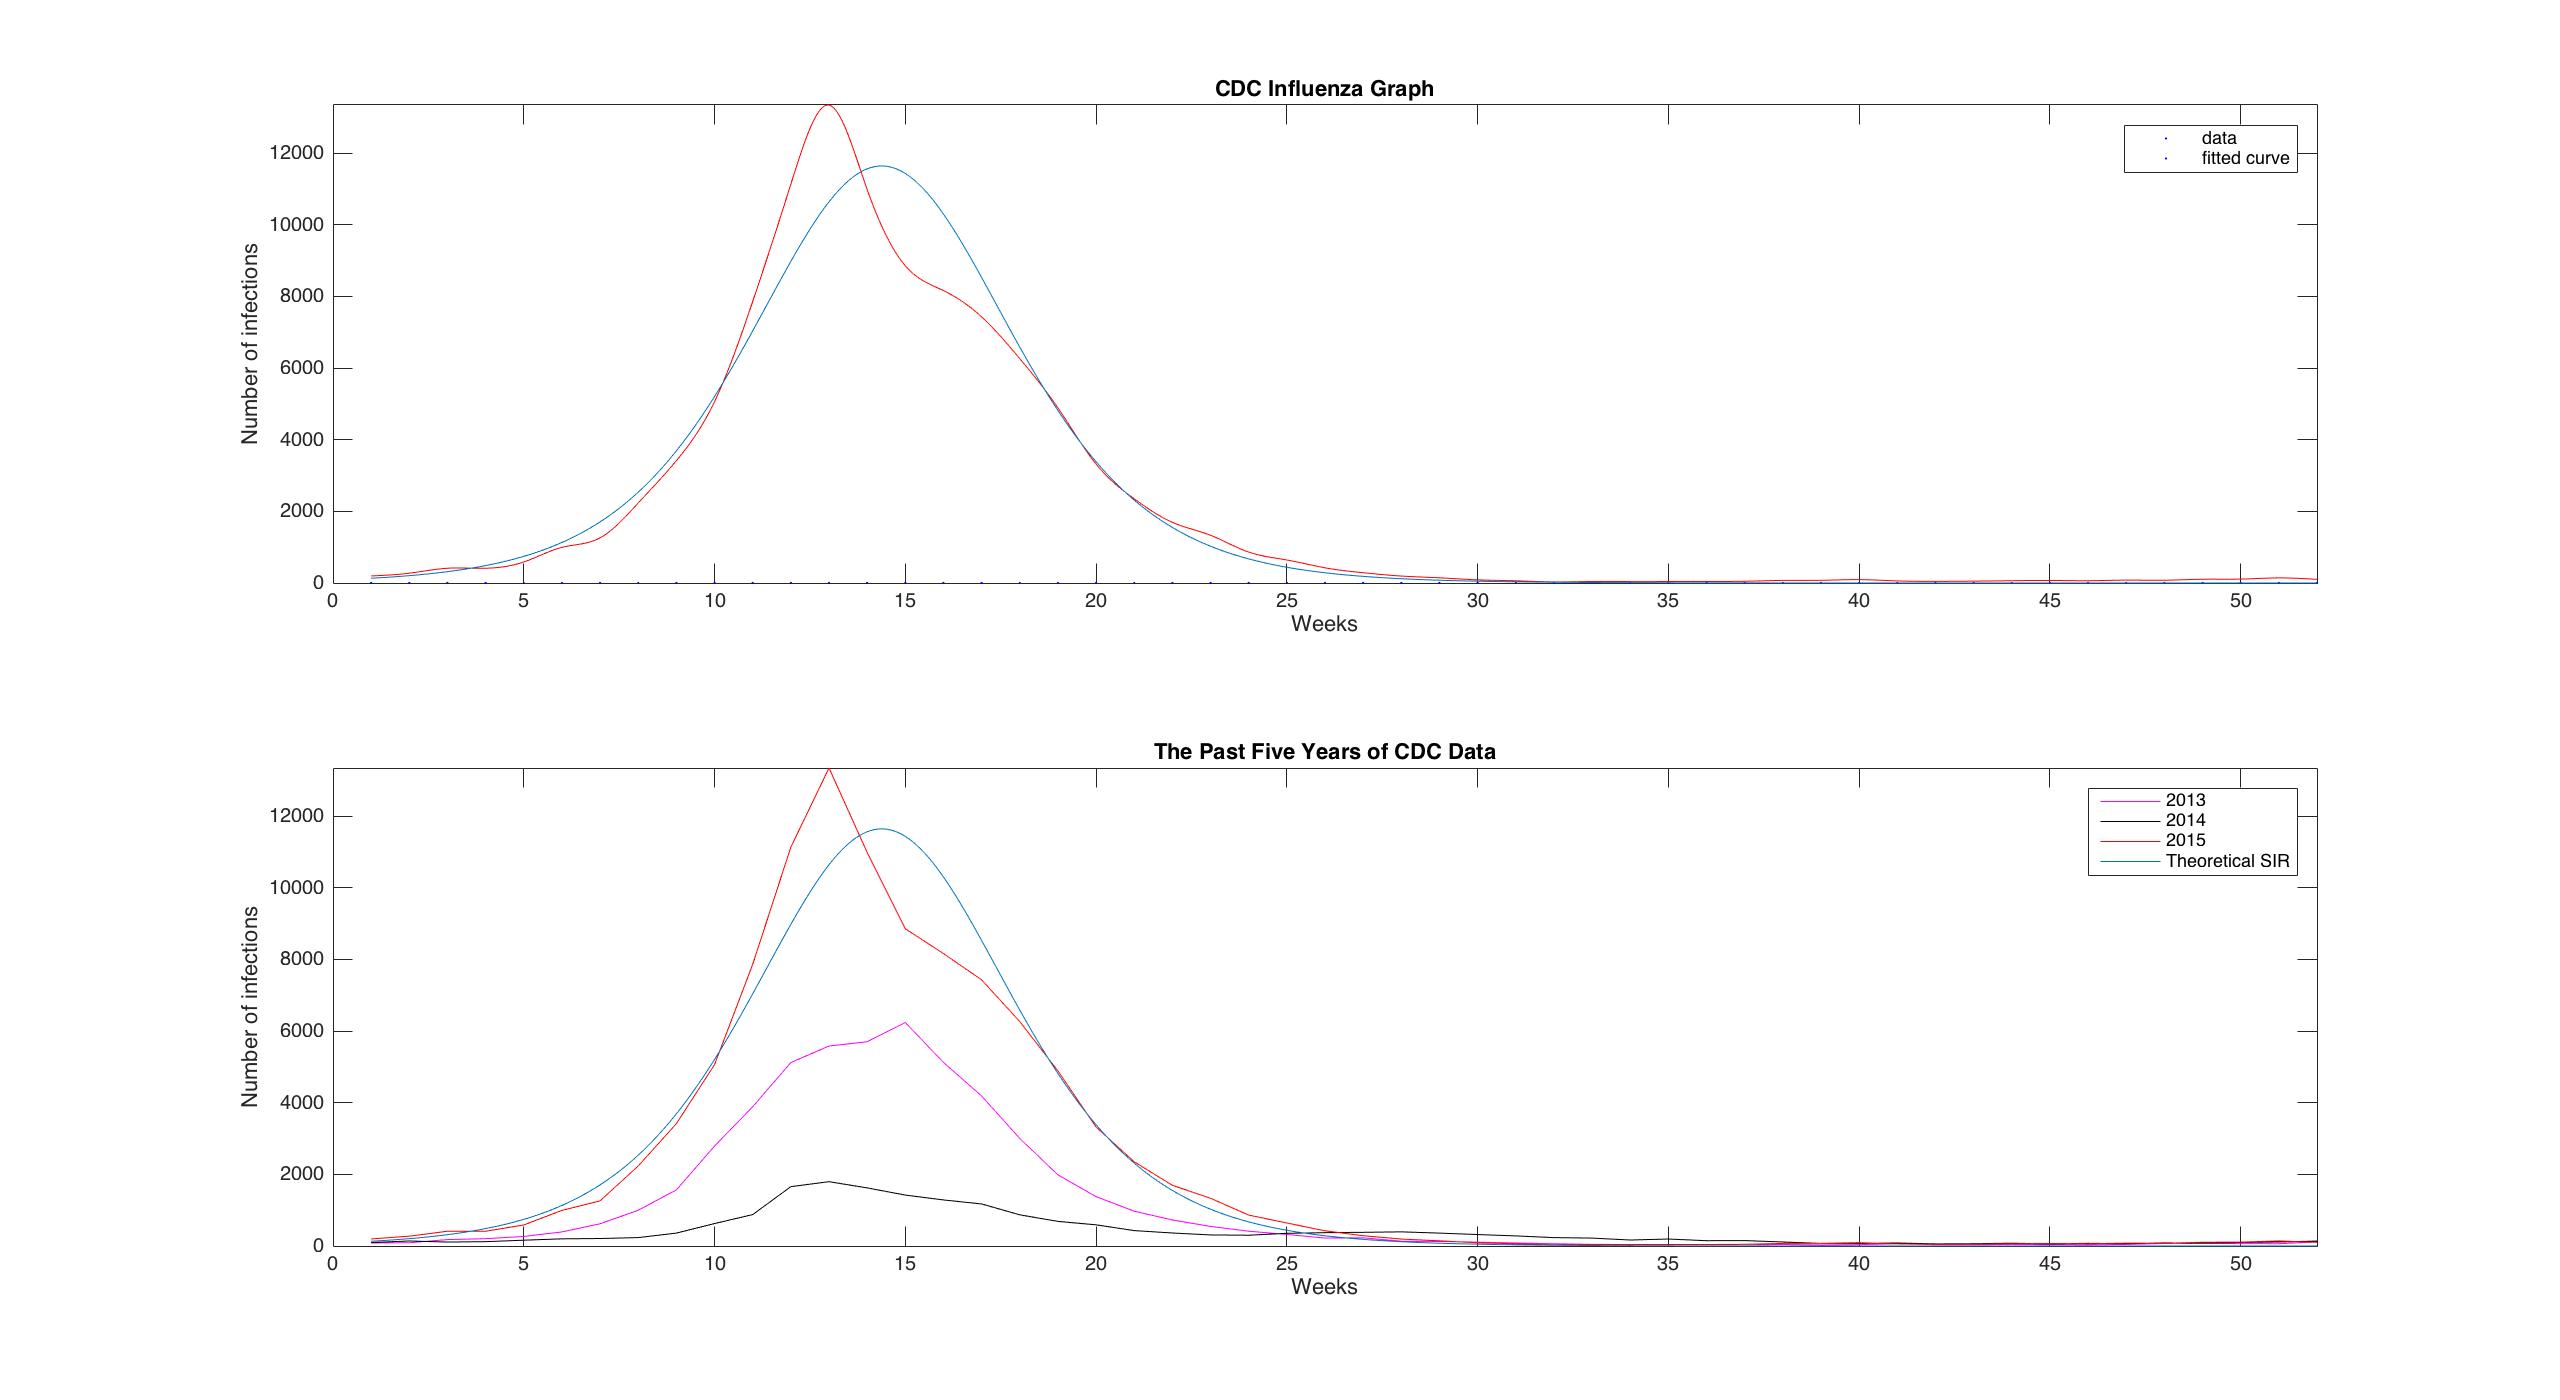 CDC Influenza Graph
data
fitted curve
12000
10000
8000
6000
4000
2000
0
Number of infections
0 5 10 15 20 25 30 35 40 45 50
Weeks
The Past Five Years of CDC Data
2013
2014
2015
Theoretical SIR
12000
10000
8000
6000
4000
2000
0
Number of infections
0 5 10 15 20 25 30 35 40 45 50
Weeks